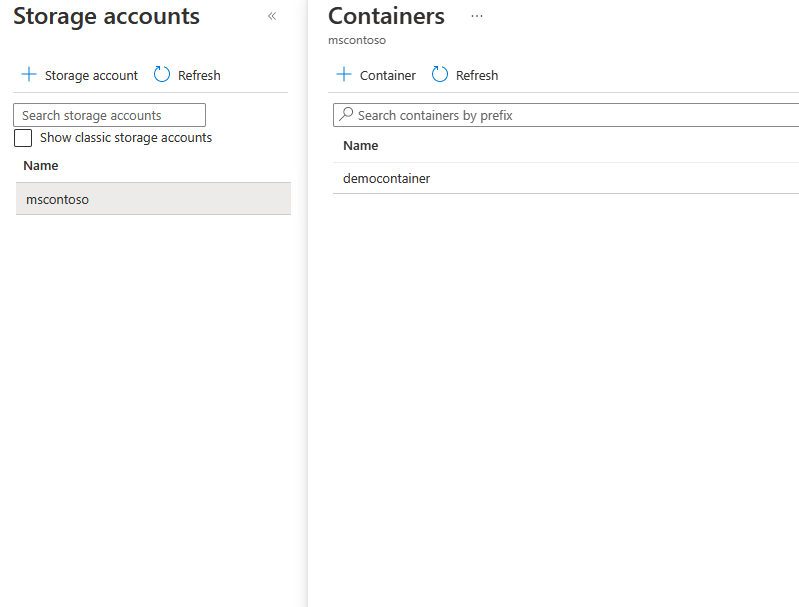 Storage accounts
«
Storage account
Refresh
Search storage accounts
Show classic storage accounts
Name
mscontoso
Containers
...
mscontoso
Container
Refresh
Search containers by prefix
Name
democontainer